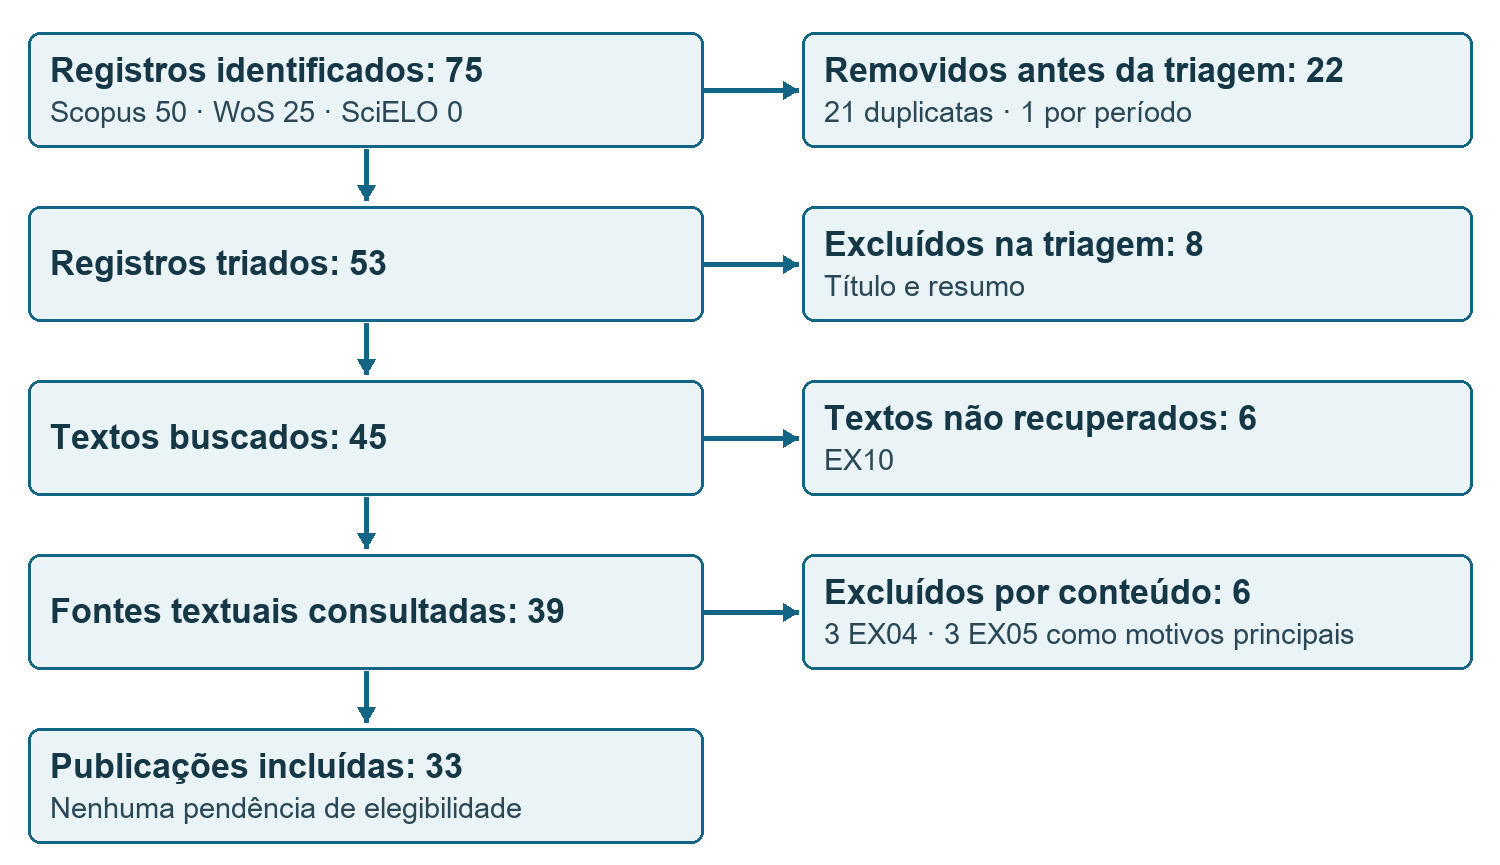 Registros identificados: 75
Scopus 50 · WoS 25 · SciELO 0
Removidos antes da triagem: 22
21 duplicatas · 1 por período
Registros triados: 53
Excluídos na triagem: 8
Título e resumo
Textos buscados: 45
Textos não recuperados: 6
EX10
Fontes textuais consultadas: 39
Excluídos por conteúdo: 6
3 EX04 · 3 EX05 como motivos principais
Publicações incluídas: 33
Nenhuma pendência de elegibilidade